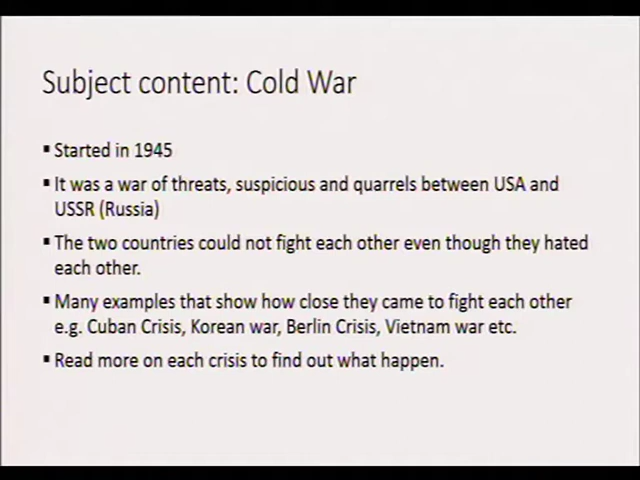 Subject content: Cold War
▪ Started in 1945
▪ It was a war of threats, suspicious and quarrels between USA and
USSR (Russia)
▪ The two countries could not fight each other even though they hated
each other.
▪ Many examples that show how close they came to fight each other
e.g. Cuban Crisis, Korean war, Berlin Crisis, Vietnam war etc.
▪ Read more on each crisis to find out what happen.